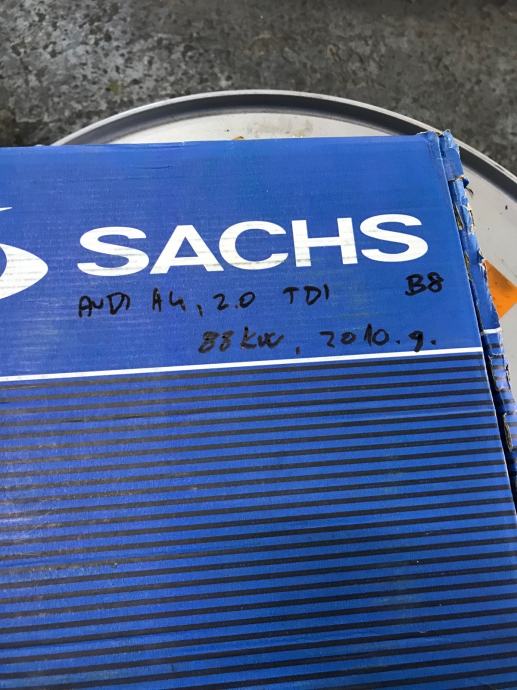 SACHS
AUDI A4, 2.0 TDI B8
88 kW, 2010.g.